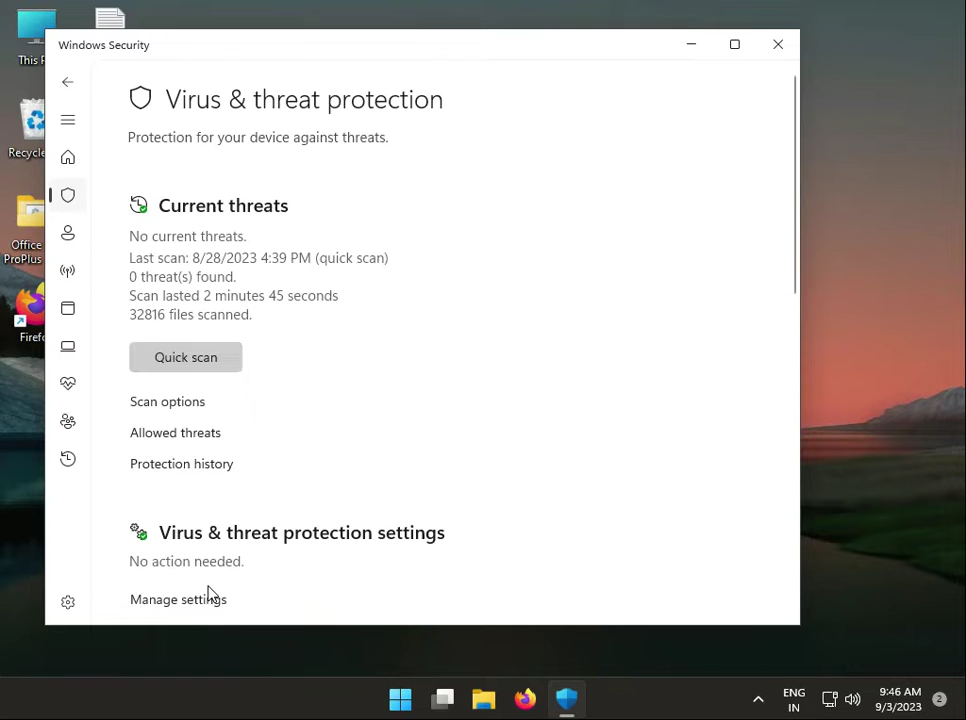 This P
Recycle
Office
ProPlus
Firefo
Windows Security
Virus & threat protection
Protection for your device against threats.
Current threats
No current threats.
Last scan: 8/28/2023 4:39 PM (quick scan)
0 threat(s) found.
Scan lasted 2 minutes 45 seconds
32816 files scanned.
Quick scan
Scan options
Allowed threats
Protection history
Virus & threat protection settings
No action needed.
Manage settings
ENG
IN
9:46 AM
9/3/2023
2